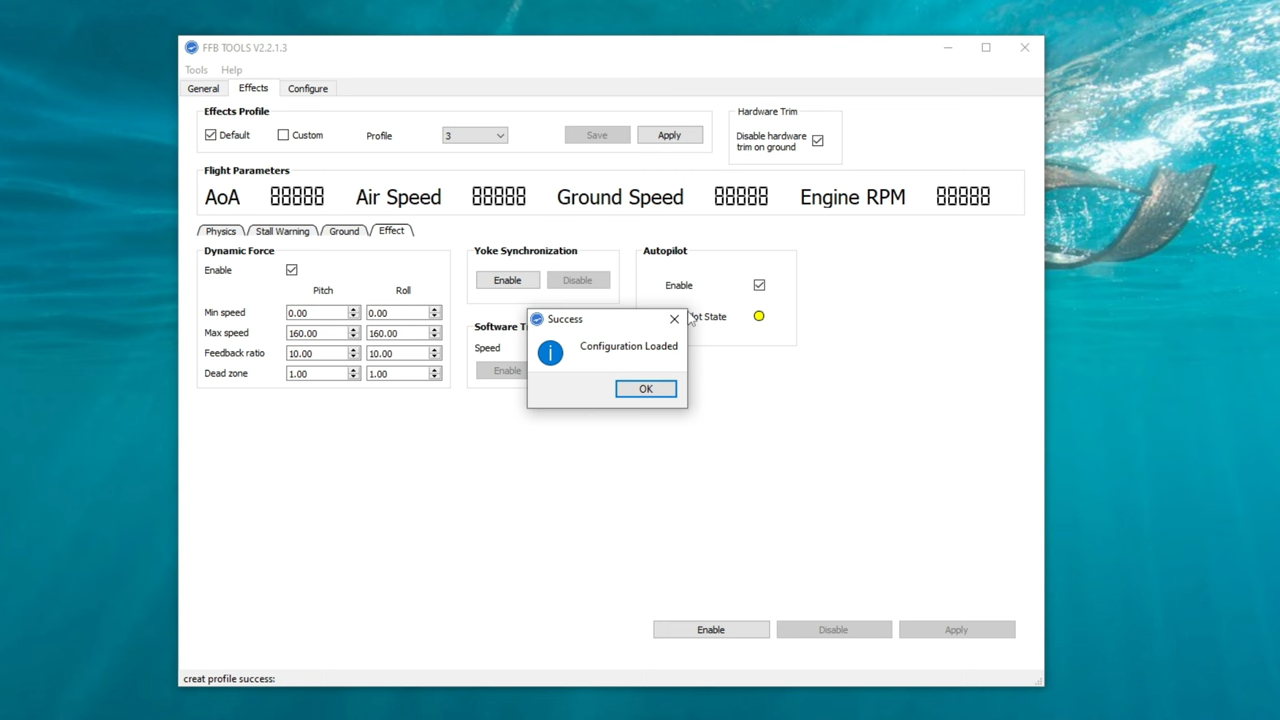 FFB TOOLS V2.2.1.3
Tools Help
General Effects Configure
Effects Profile
Default Custom Profile 3 Save Apply
Hardware Trim
Disable hardware
trim on ground
Flight Parameters
AoA 00000 Air Speed 00000 Ground Speed 00000 Engine RPM 00000
Physics Stall Warning Ground Effect
Dynamic Force
Enable
Pitch Roll
Min speed 0.00 0.00
Max speed 160.00 160.00
Feedback ratio 10.00 10.00
Dead zone 1.00 1.00
Yoke Synchronization
Enable Disable
Software
Speed
Enable
Autopilot
Enable
State
Success
Configuration Loaded
OK
Enable Disable Apply
creat profile success: